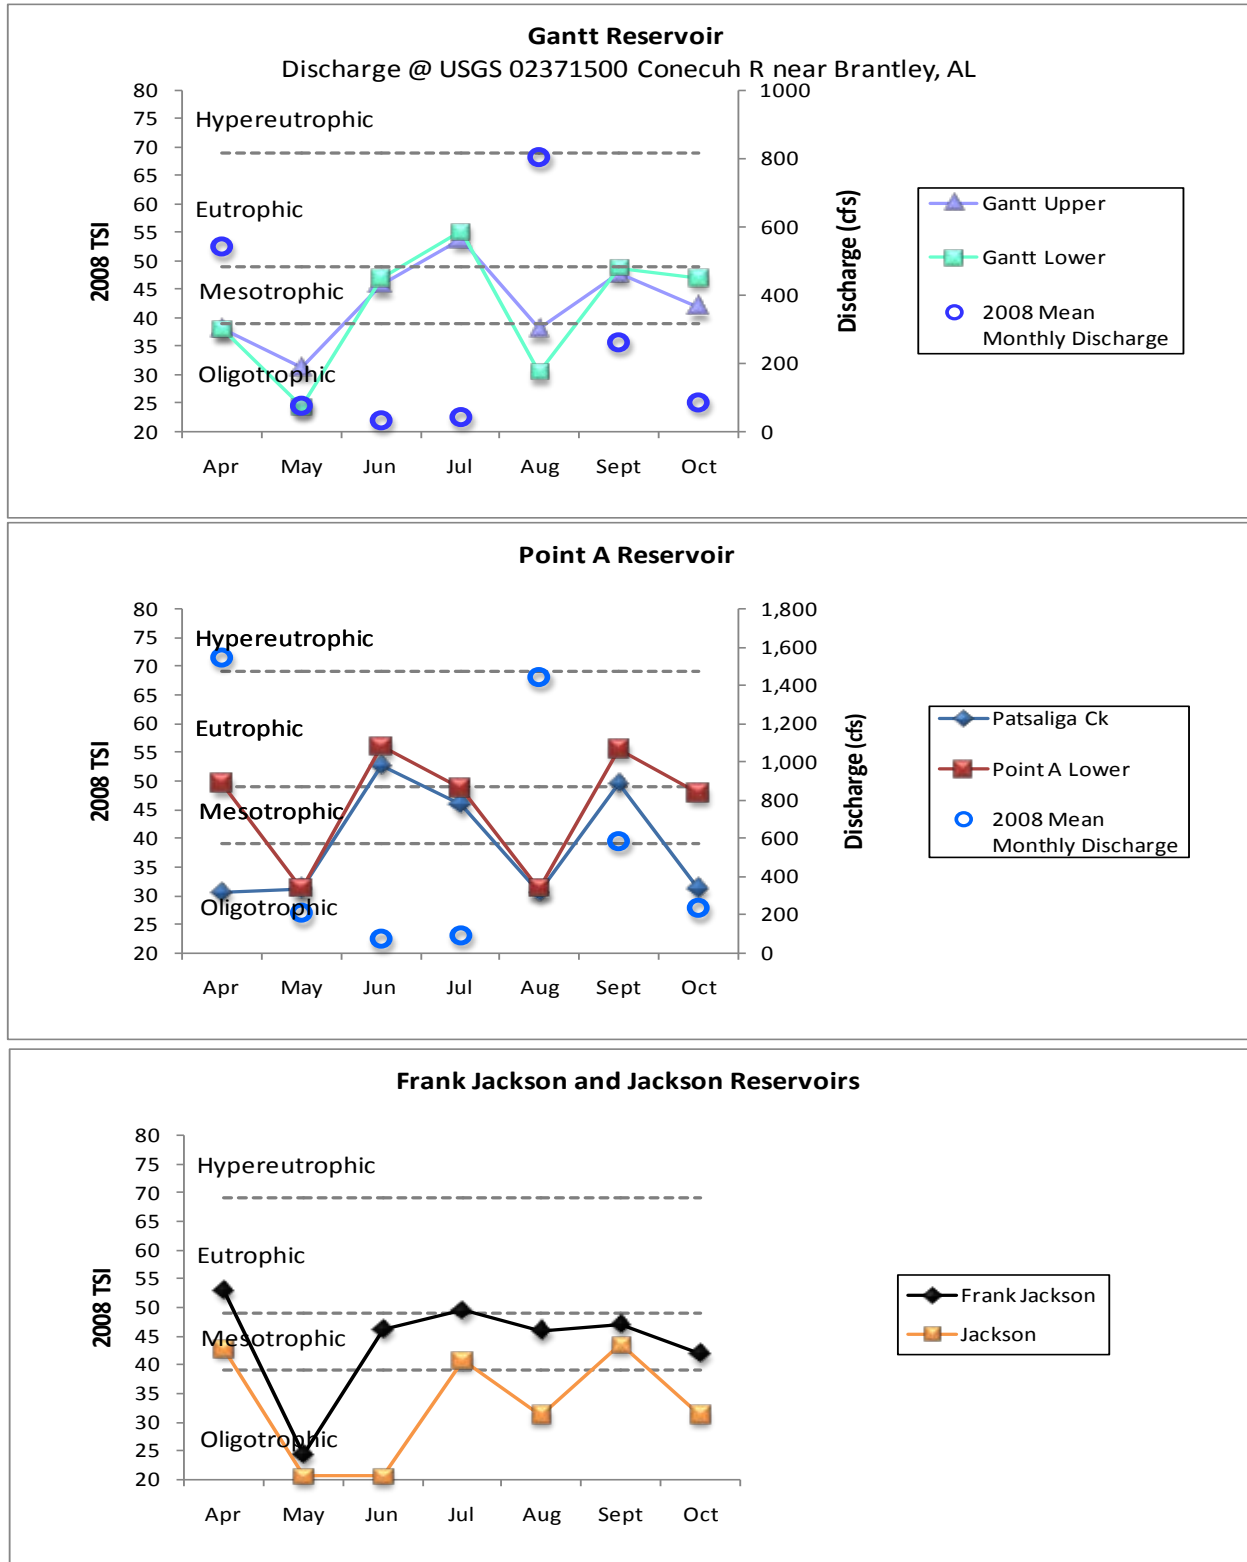 Gantt Reservoir
Discharge @ USGS 02371500 Conecuh R near Brantley, AL
2008 TSI
80
75
70
65
60
55
50
45
40
35
30
25
20
Hypereutrophic
Eutrophic
Mesotrophic
Oligotrophic
1000
800
600
400
200
0
Discharge (cfs)
Apr May Jun Jul Aug Sept Oct
Gantt Upper
Gantt Lower
2008 Mean
Monthly Discharge
Point A Reservoir
2008 TSI
80
75
70
65
60
55
50
45
40
35
30
25
20
Hypereutrophic
Eutrophic
Mesotrophic
Oligotrophic
1,800
1,600
1,400
1,200
1,000
800
600
400
200
0
Discharge (cfs)
Apr May Jun Jul Aug Sept Oct
Patsaliga Ck
Point A Lower
2008 Mean
Monthly Discharge
Frank Jackson and Jackson Reservoirs
2008 TSI
80
75
70
65
60
55
50
45
40
35
30
25
20
Hypereutrophic
Eutrophic
Mesotrophic
Oligotrophic
Apr May Jun Jul Aug Sept Oct
Frank Jackson
Jackson